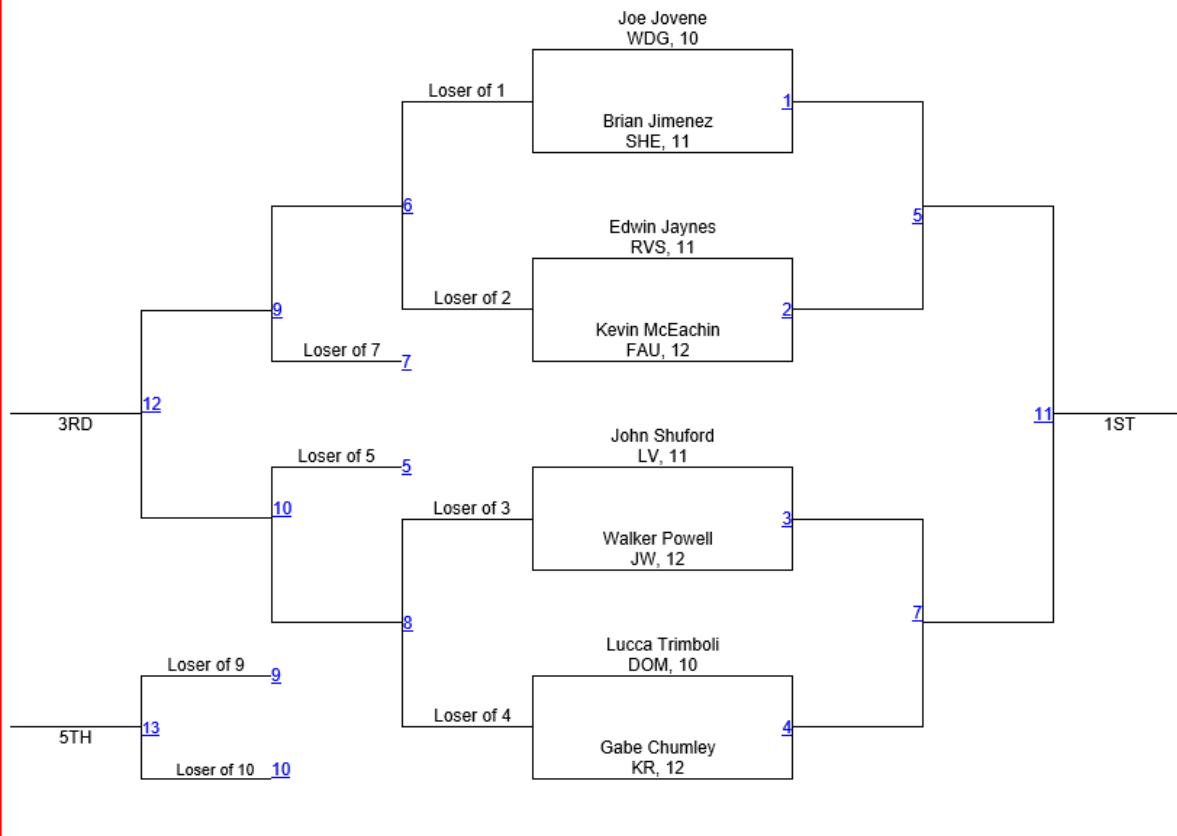 Joe Jovene
WDG, 10
Loser of 1
1
Brian Jimenez
SHE, 11
6
5
Edwin Jaynes
RVS, 11
Loser of 2
9
2
Kevin McEachin
FAU, 12
Loser of 7
7
12
3RD
11
1ST
John Shuford
LV, 11
Loser of 5
5
10
Loser of 3
3
Walker Powell
JW, 12
8
7
Lucca Trimboli
DOM, 10
Loser of 9
9
Loser of 4
13
4
5TH
Gabe Chumley
KR, 12
Loser of 10
10